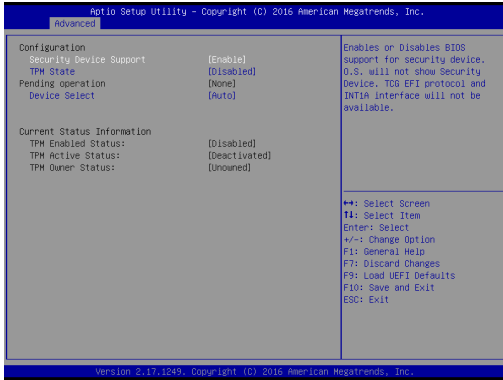 Aptio Setup Utility – Copyright (C) 2016 American Megatrends, Inc.
Advanced
Configuration
Security Device Support [Enable]
TPM State [Disabled]
Pending operation [None]
Device Select [Auto]
Current Status Information
TPM Enabled Status: [Disabled]
TPM Active Status: [Deactivated]
TPM Owner Status: [Unowned]
Enables or Disables BIOS
support for security device.
O.S. will not show Security
Device. TCG EFI protocol and
INT1A interface will not be
available.
↔: Select Screen
↑↓: Select Item
Enter: Select
+/-: Change Option
F1: General Help
F7: Discard Changes
F9: Load UEFI Defaults
F10: Save and Exit
ESC: Exit
Version 2.17.1249. Copyright (C) 2016 American Megatrends, Inc.